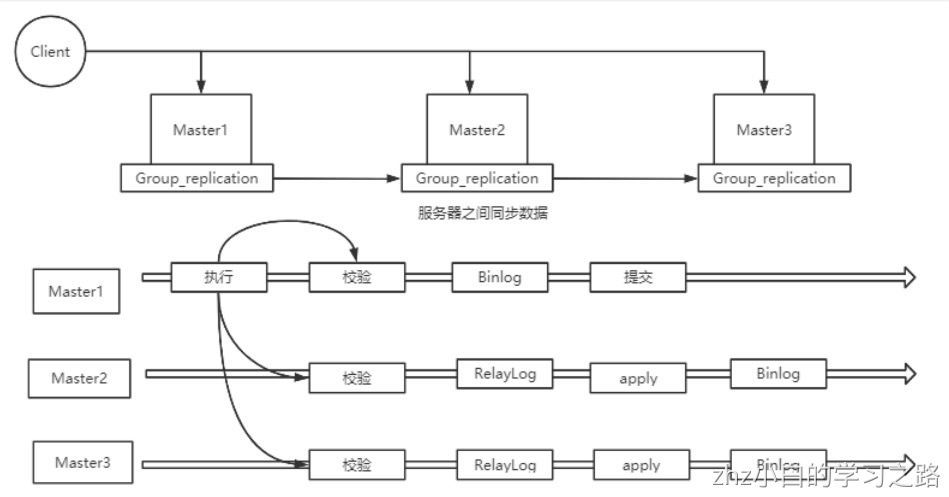 Client
Master1
Master2
Master3
Group_replication
Group_replication
Group_replication
服务器之间同步数据
Master1
执行
校验
Binlog
提交
Master2
校验
RelayLog
apply
Binlog
Master3
校验
RelayLog
apply
Binlog
zhz小白的学习之路